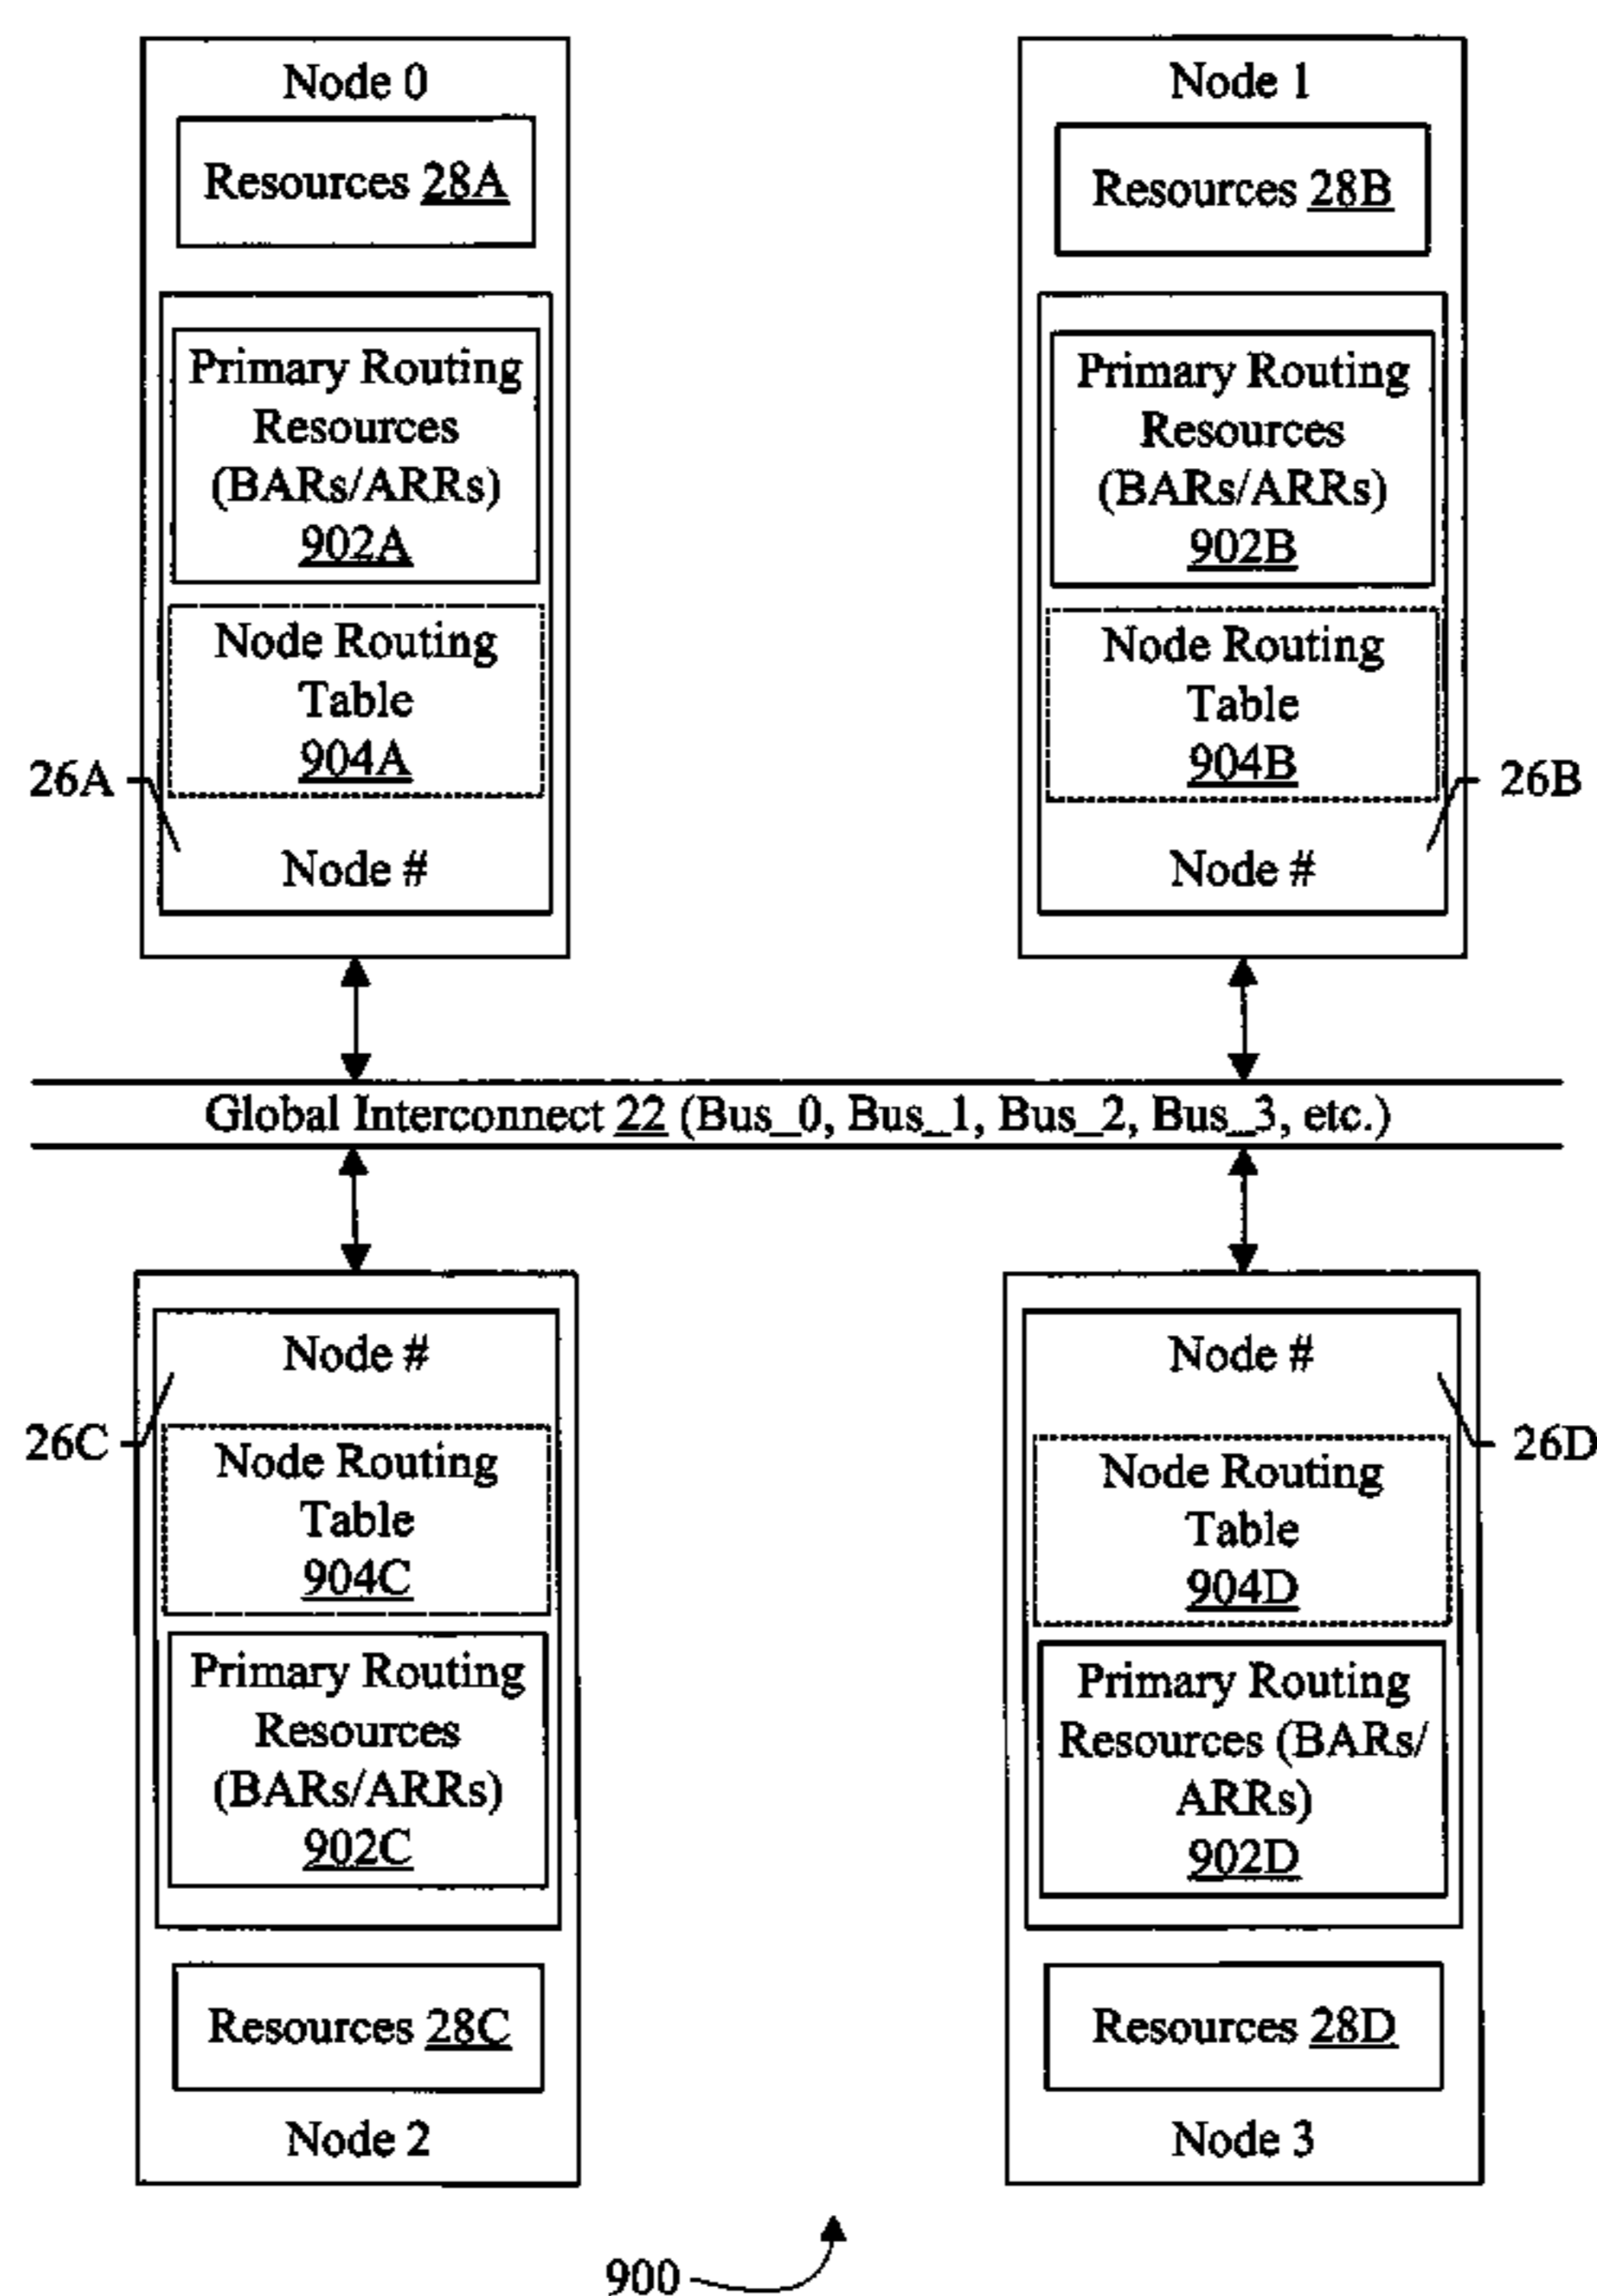 Node 0
Resources 28A
Primary Routing
Resources
(BARs/ARRs)
902A
Node Routing
Table
904A
26A
Node #
Node 1
Resources 28B
Primary Routing
Resources
(BARs/ARRs)
902B
Node Routing
Table
904B
26B
Node #
Global Interconnect 22 (Bus_0, Bus_1, Bus_2, Bus_3, etc.)
Node #
26C
Node Routing
Table
904C
Primary Routing
Resources
(BARs/ARRs)
902C
Resources 28C
Node 2
Node #
26D
Node Routing
Table
904D
Primary Routing
Resources (BARs/
ARRs)
902D
Resources 28D
Node 3
900